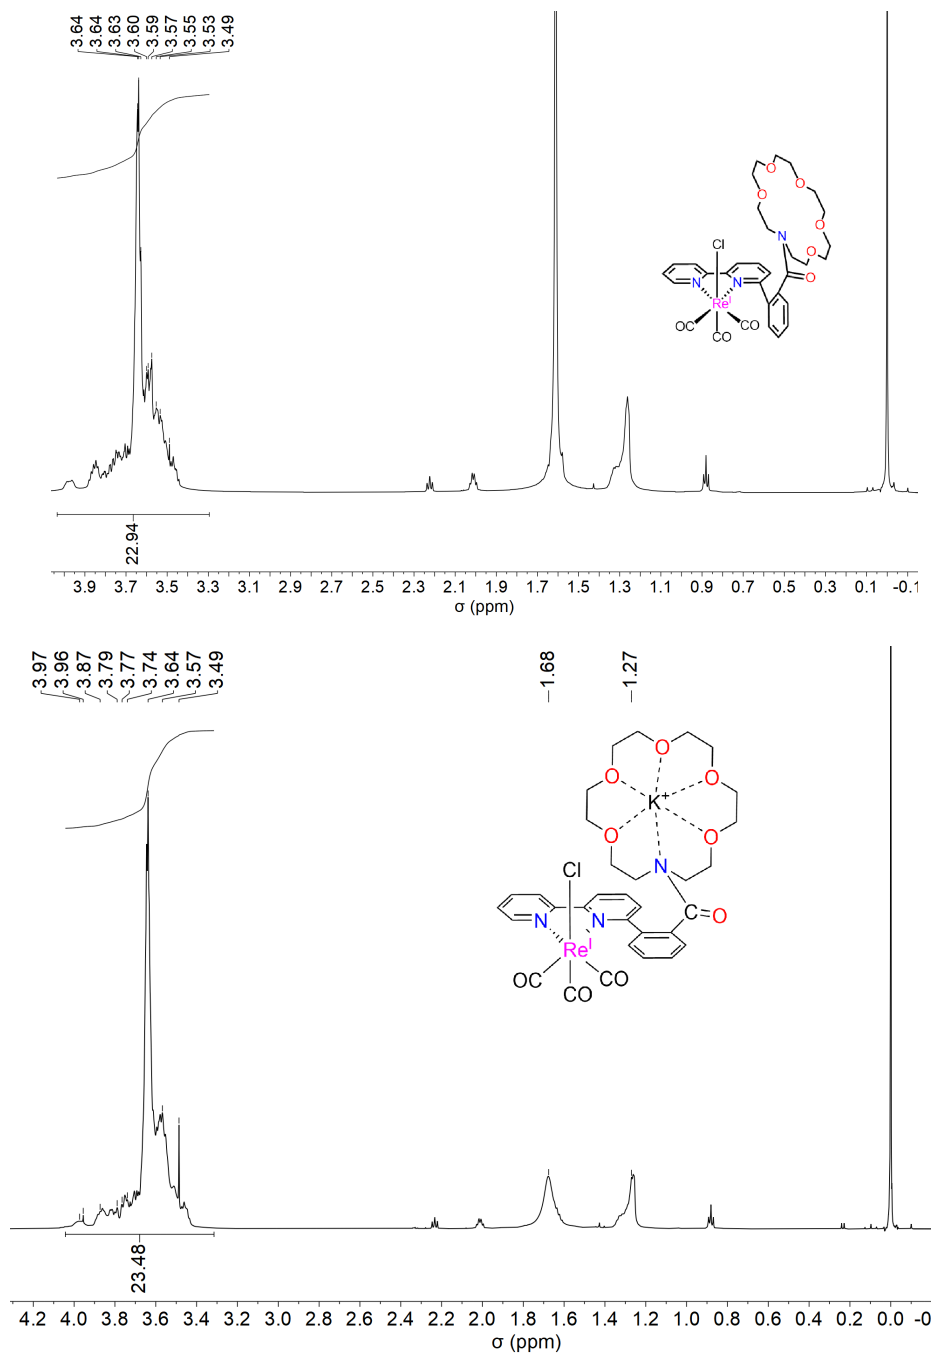 3.64 3.64 3.63 3.60 3.59 3.57 3.55 3.53 3.49
O
O O
O
N O
Cl
C=O
N N
Re^I
OC CO
CO
22.94
3.9 3.7 3.5 3.3 3.1 2.9 2.7 2.5 2.3 2.1 1.9 1.7 1.5 1.3 1.1 0.9 0.7 0.5 0.3 0.1 -0.1
σ (ppm)
3.97 3.96 3.87 3.79 3.77 3.74 3.64 3.57 3.49 1.68 1.27
O
O O
K+
O O
N
Cl
C=O
N N
Re^I
OC CO
CO
23.48
4.2 4.0 3.8 3.6 3.4 3.2 3.0 2.8 2.6 2.4 2.2 2.0 1.8 1.6 1.4 1.2 1.0 0.8 0.6 0.4 0.2 0.0 -0
σ (ppm)